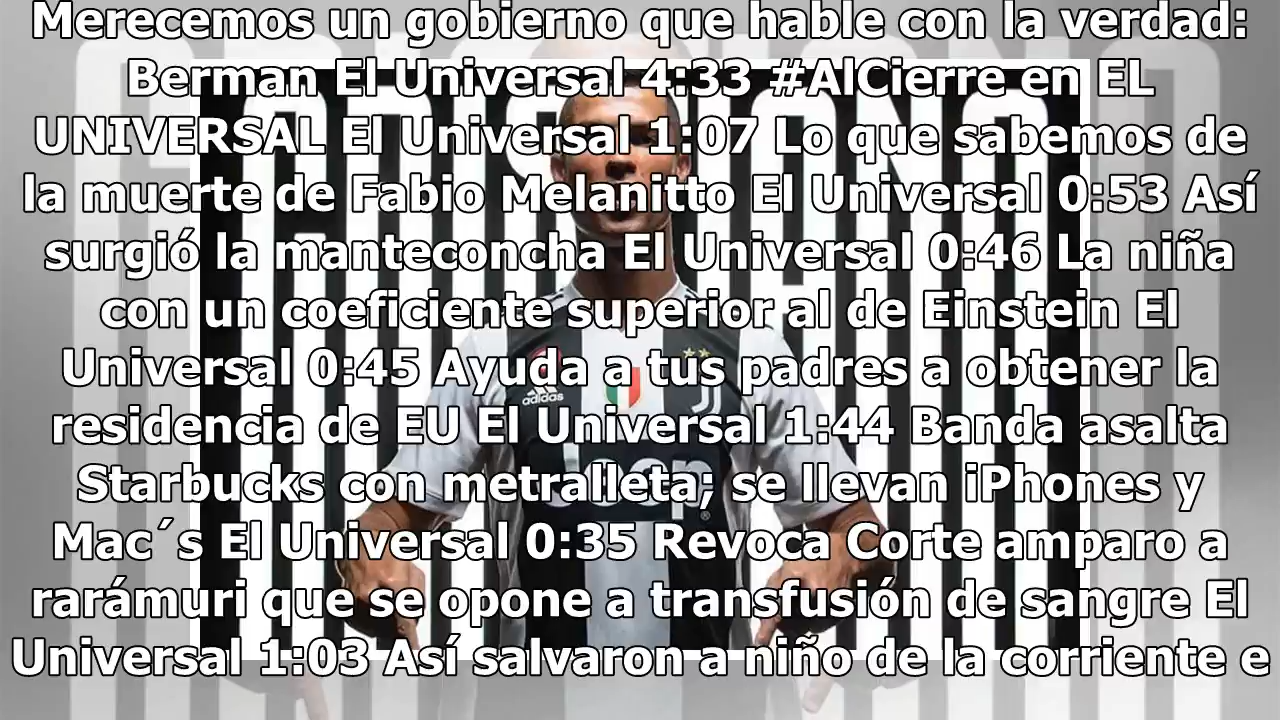 Merecemos un gobierno que hable con la verdad:
Berman El Universal 4:33 #AlCierre en EL
UNIVERSAL El Universal 1:07 Lo que sabemos de
la muerte de Fabio Melanitto El Universal 0:53 Así
surgió la manteconcha El Universal 0:46 La niña
con un coeficiente superior al de Einstein El
Universal 0:45 Ayuda a tus padres a obtener la
residencia de EU El Universal 1:44 Banda asalta
Starbucks con metralleta; se llevan iPhones y
Mac´s El Universal 0:35 Revoca Corte amparo a
rarámuri que se opone a transfusión de sangre El
Universal 1:03 Así salvaron a niño de la corriente e
adidas
Jeep